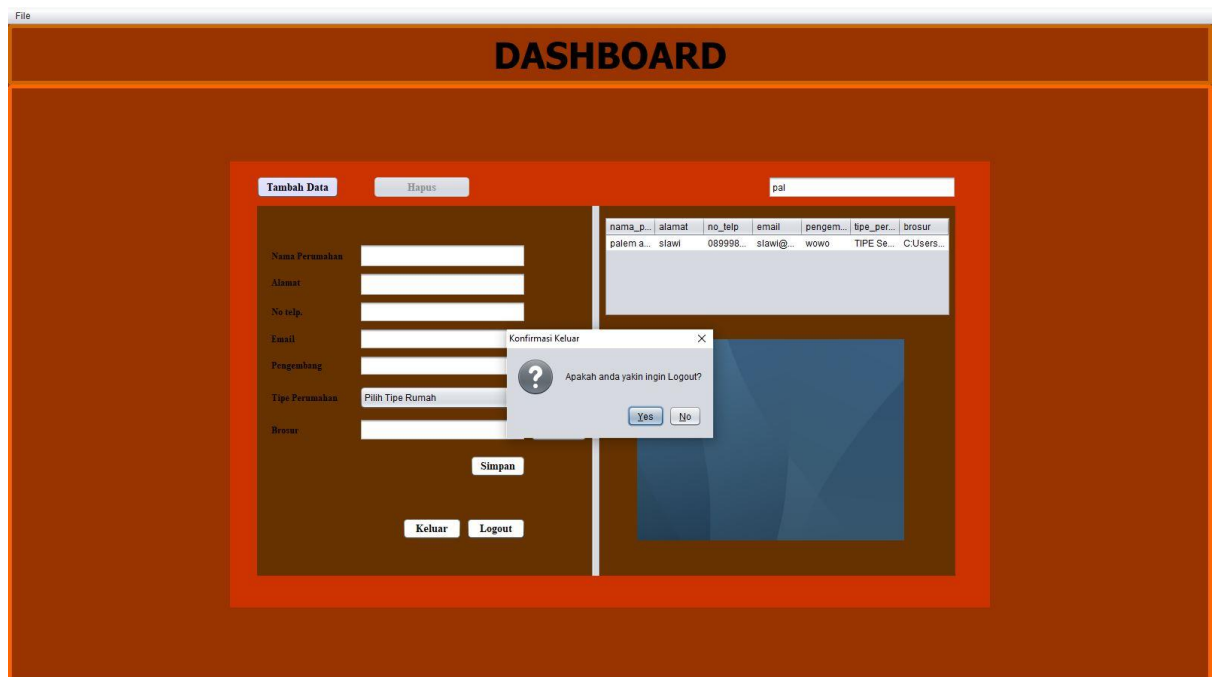 File
DASHBOARD
Tambah Data
Hapus
pal
nama_p... alamat no_telp email pengem... tipe_per... brosur
palem a... slawi 089998... slawi@... wowo TIPE Se... C:Users...
Nama Perumahan
Alamat
No telp.
Email
Pengembang
Tipe Perumahan
Pilih Tipe Rumah
Brosur
Simpan
Keluar
Logout
Konfirmasi Keluar
Apakah anda yakin ingin Logout?
Yes
No